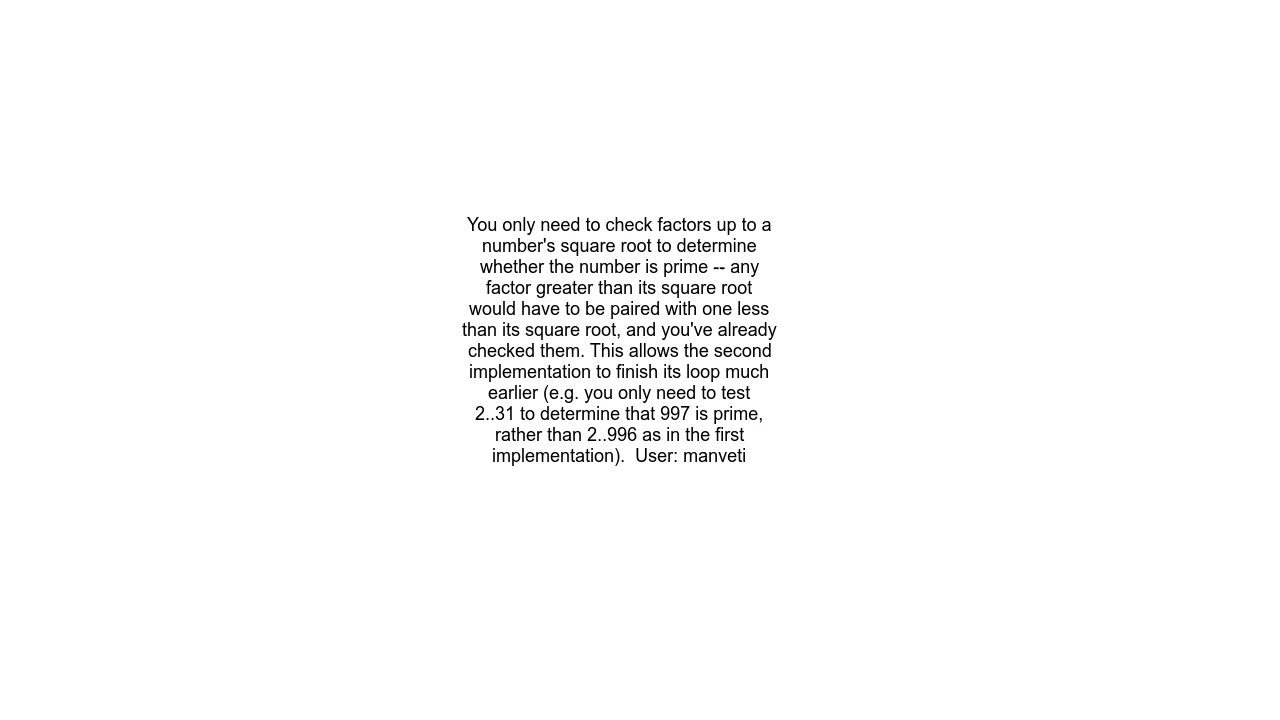 You only need to check factors up to a
number's square root to determine
whether the number is prime -- any
factor greater than its square root
would have to be paired with one less
than its square root, and you've already
checked them. This allows the second
implementation to finish its loop much
earlier (e.g. you only need to test
2..31 to determine that 997 is prime,
rather than 2..996 as in the first
implementation).  User: manveti